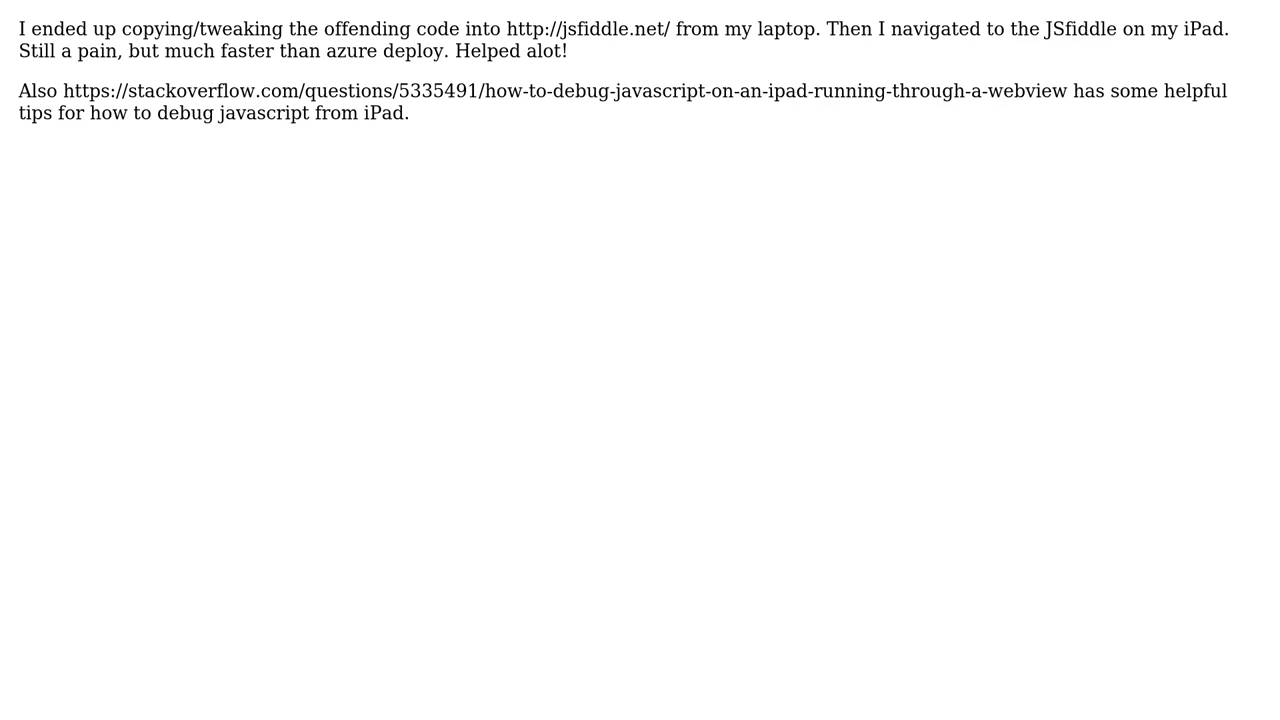 I ended up copying/tweaking the offending code into http://jsfiddle.net/ from my laptop. Then I navigated to the JSfiddle on my iPad.
Still a pain, but much faster than azure deploy. Helped alot!
Also https://stackoverflow.com/questions/5335491/how-to-debug-javascript-on-an-ipad-running-through-a-webview has some helpful
tips for how to debug javascript from iPad.